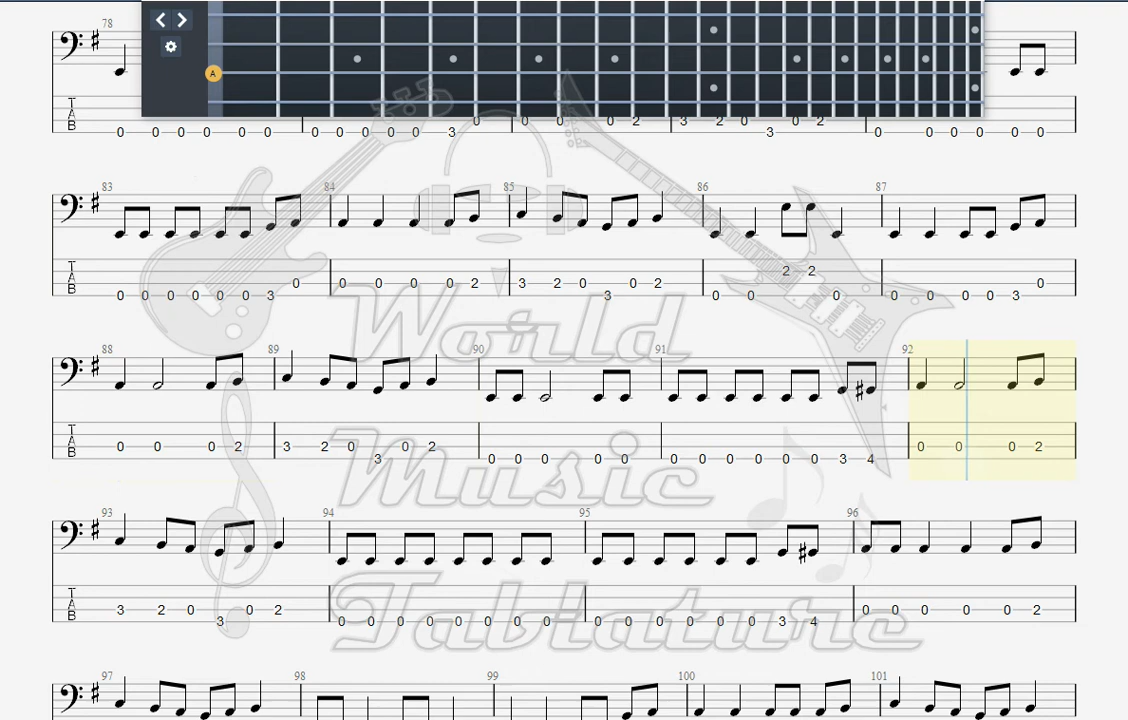 78
A
0 0 0 0 0 0 0 0 0 0 0 3 0 0 0 0 2 3 2 0 3 0 2 0 0 0 0 0 0
83 84 85 86 87
T
A
B
0 0 0 0 0 0 3 0 0 0 0 0 2 3 2 0 3 0 2 0 0 2 2 0 0 0 0 0 3 0
88 89 90 91 92
World
T
A
B
0 0 0 2 3 2 0 3 0 2 0 0 0 0 0 0 0 0 0 0 0 3 4 0 0 0 2
Music
93 94 95 96
T
A
B
3 2 0 3 0 2 0 0 0 0 0 0 0 0 0 0 0 0 0 0 0 3 4 0 0 0 0 0 2
Tablature
97 98 99 100 101